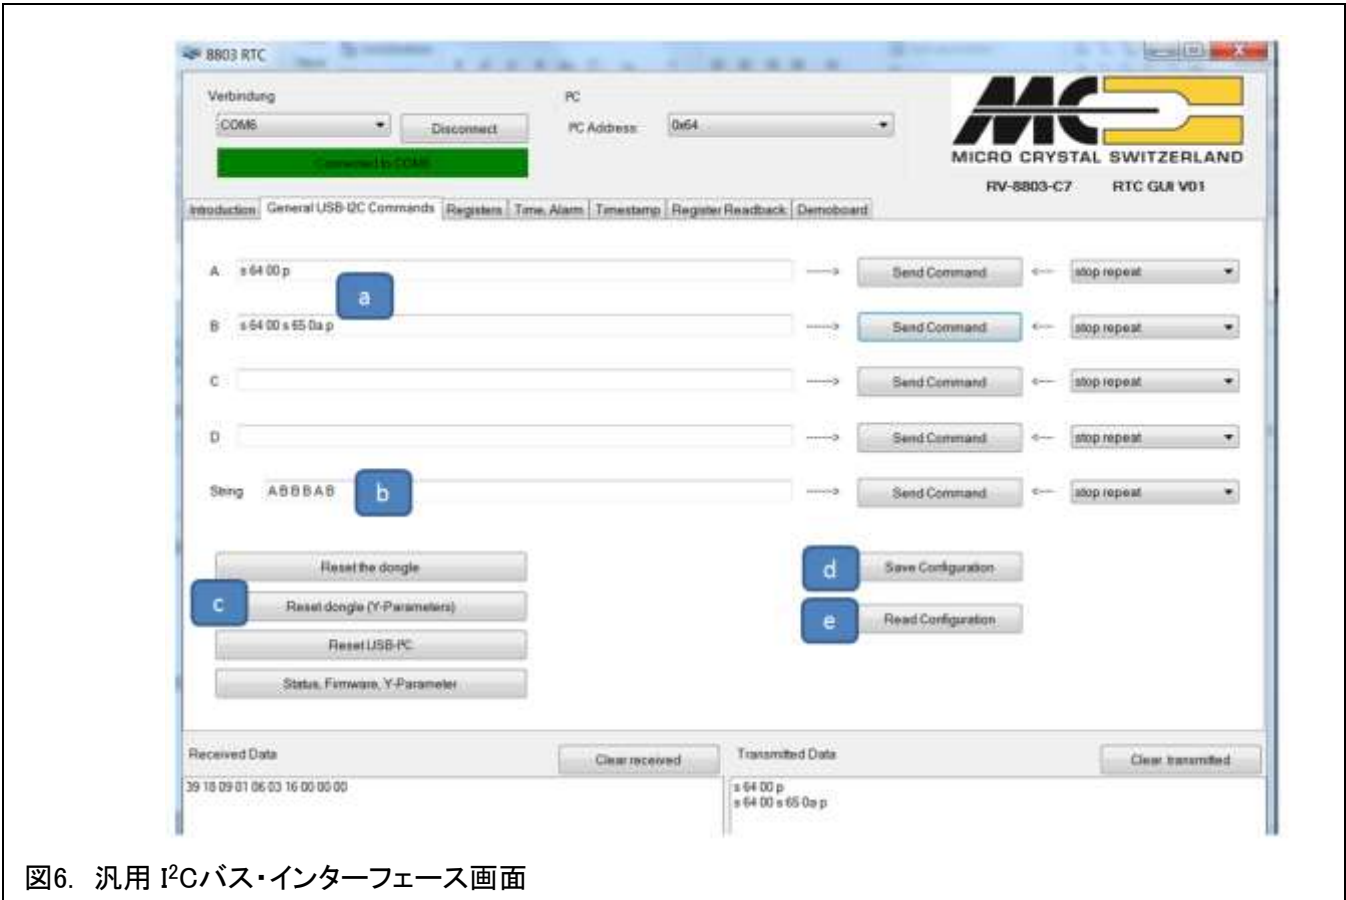 8803 RTC
Verbindung
I²C
COM6
Disconnect
I²C Address:
0x64
Connected to COM6
MICRO CRYSTAL SWITZERLAND
RV-8803-C7 RTC GUI V01
Introduction General USB-I2C Commands Registers Time, Alarm Timestamp Register Readback Demoboard
A s 64 00 p -----> Send Command <---- stop repeat
a
B s 64 00 s 65 0a p -----> Send Command <---- stop repeat
C -----> Send Command <---- stop repeat
D -----> Send Command <---- stop repeat
String A B B B A B b -----> Send Command <---- stop repeat
Reset the dongle
d Save Configuration
c Reset dongle (Y-Parameters)
e Read Configuration
Reset USB-I²C
Status, Firmware, Y-Parameter
Received Data Clear received Transmitted Data Clear transmitted
39 18 09 01 06 03 16 00 00 00
s 64 00 p
s 64 00 s 65 0a p
図6. 汎用 I²Cバス・インターフェース画面